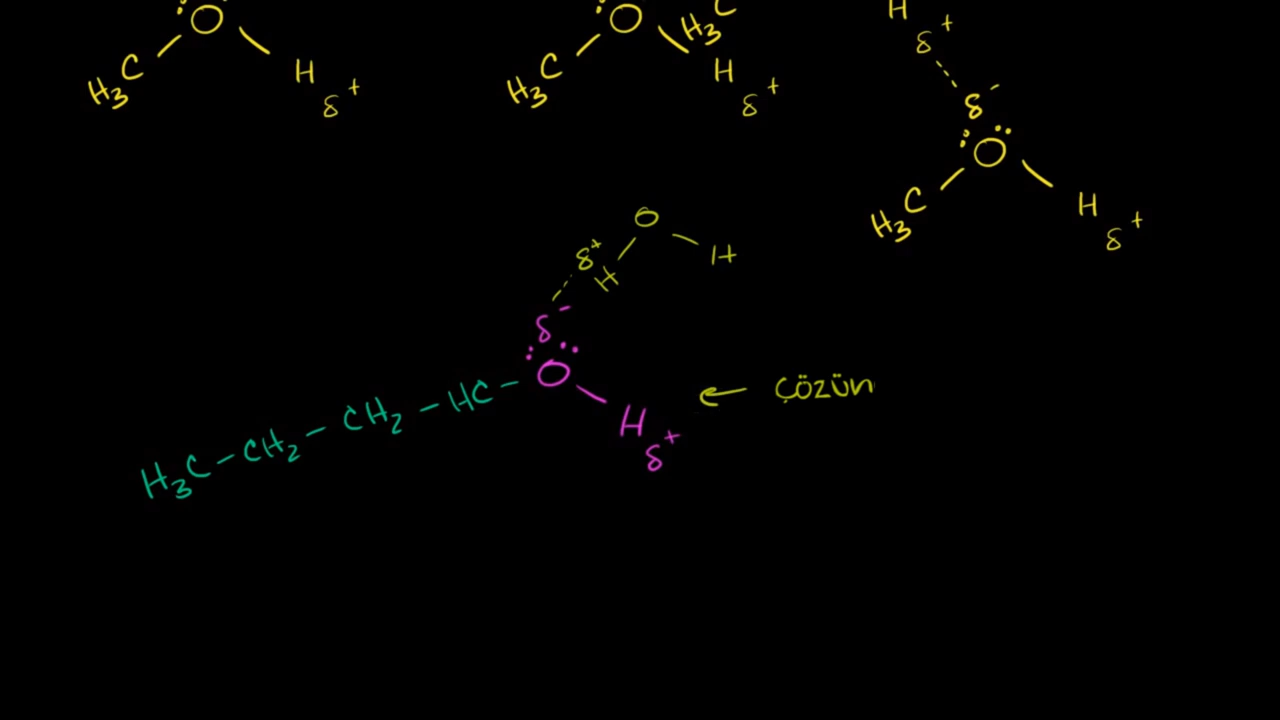 O O H₃C H
H₃C H δ⁺ H₃C H δ⁺ δ⁺
δ⁻
O
H₃C H δ⁺
O
δ⁺ H H
δ⁻
O
H₃C – CH₂ – CH₂ – HC – H δ⁺ ← çözün